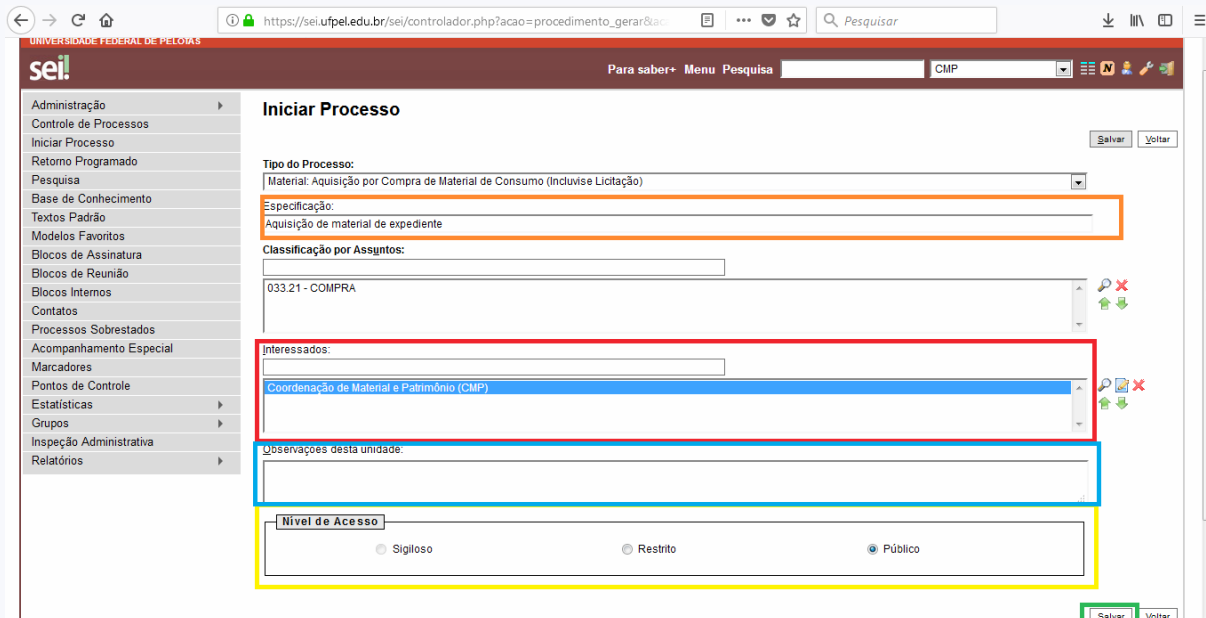 https://sei.ufpel.edu.br/sei/controlador.php?acao=procedimento_gerar&ac
Pesquisar
UNIVERSIDADE FEDERAL DE PELOTAS
sei!
Para saber+ Menu Pesquisa
CMP
N
Administração
Controle de Processos
Iniciar Processo
Retorno Programado
Pesquisa
Base de Conhecimento
Textos Padrão
Modelos Favoritos
Blocos de Assinatura
Blocos de Reunião
Blocos Internos
Contatos
Processos Sobrestados
Acompanhamento Especial
Marcadores
Pontos de Controle
Estatísticas
Grupos
Inspeção Administrativa
Relatórios
Iniciar Processo
Salvar Voltar
Tipo do Processo:
Material: Aquisição por Compra de Material de Consumo (Incluvise Licitação)
Especificação:
Aquisição de material de expediente
Classificação por Assuntos:
033.21 - COMPRA
Interessados:
Coordenação de Material e Patrimônio (CMP)
Observações desta unidade:
Nível de Acesso
Sigiloso Restrito Público
Salvar Voltar